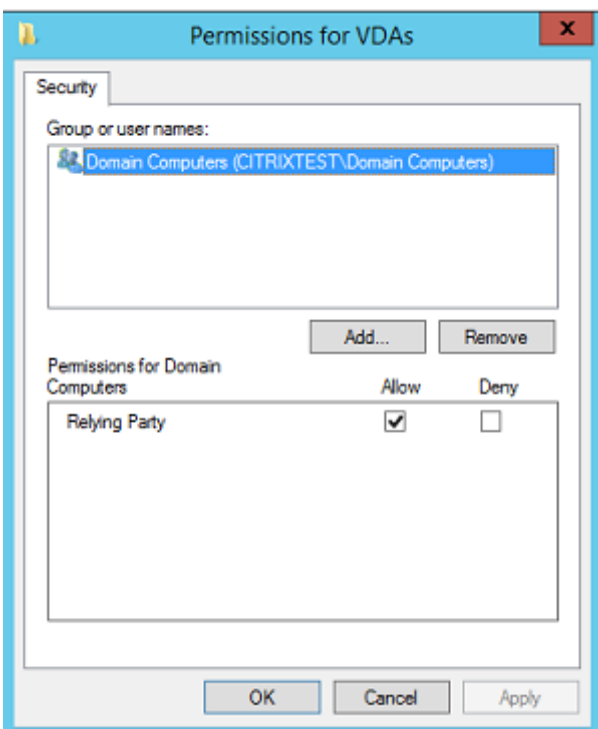 Permissions for VDAs
x
Security
Group or user names:
Domain Computers (CITRIXTEST\Domain Computers)
Add... Remove
Permissions for Domain
Computers Allow Deny
Relying Party
OK Cancel Apply